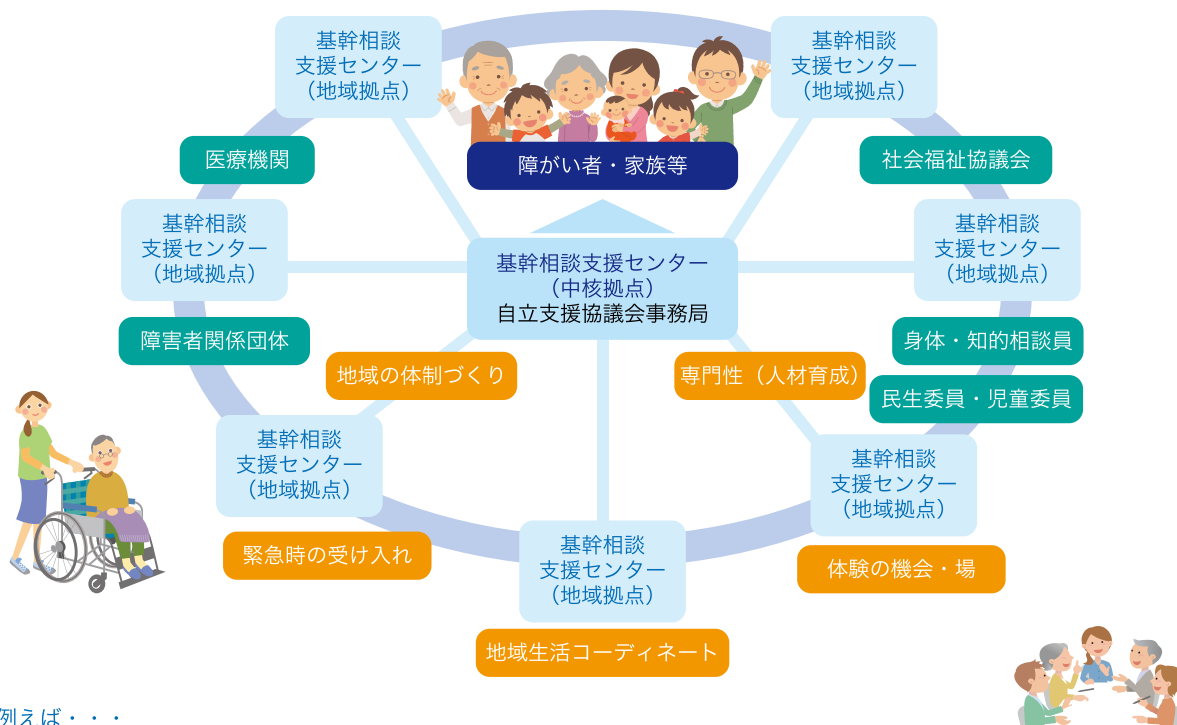 基幹相談
支援センター
（地域拠点）
基幹相談
支援センター
（地域拠点）
医療機関
障がい者・家族等
社会福祉協議会
基幹相談
支援センター
（地域拠点）
基幹相談支援センター
（中核拠点）
自立支援協議会事務局
基幹相談
支援センター
（地域拠点）
障害者関係団体
身体・知的相談員
地域の体制づくり
専門性（人材育成）
民生委員・児童委員
基幹相談
支援センター
（地域拠点）
基幹相談
支援センター
（地域拠点）
緊急時の受け入れ
基幹相談
支援センター
（地域拠点）
体験の機会・場
地域生活コーディネート
例えば・・・